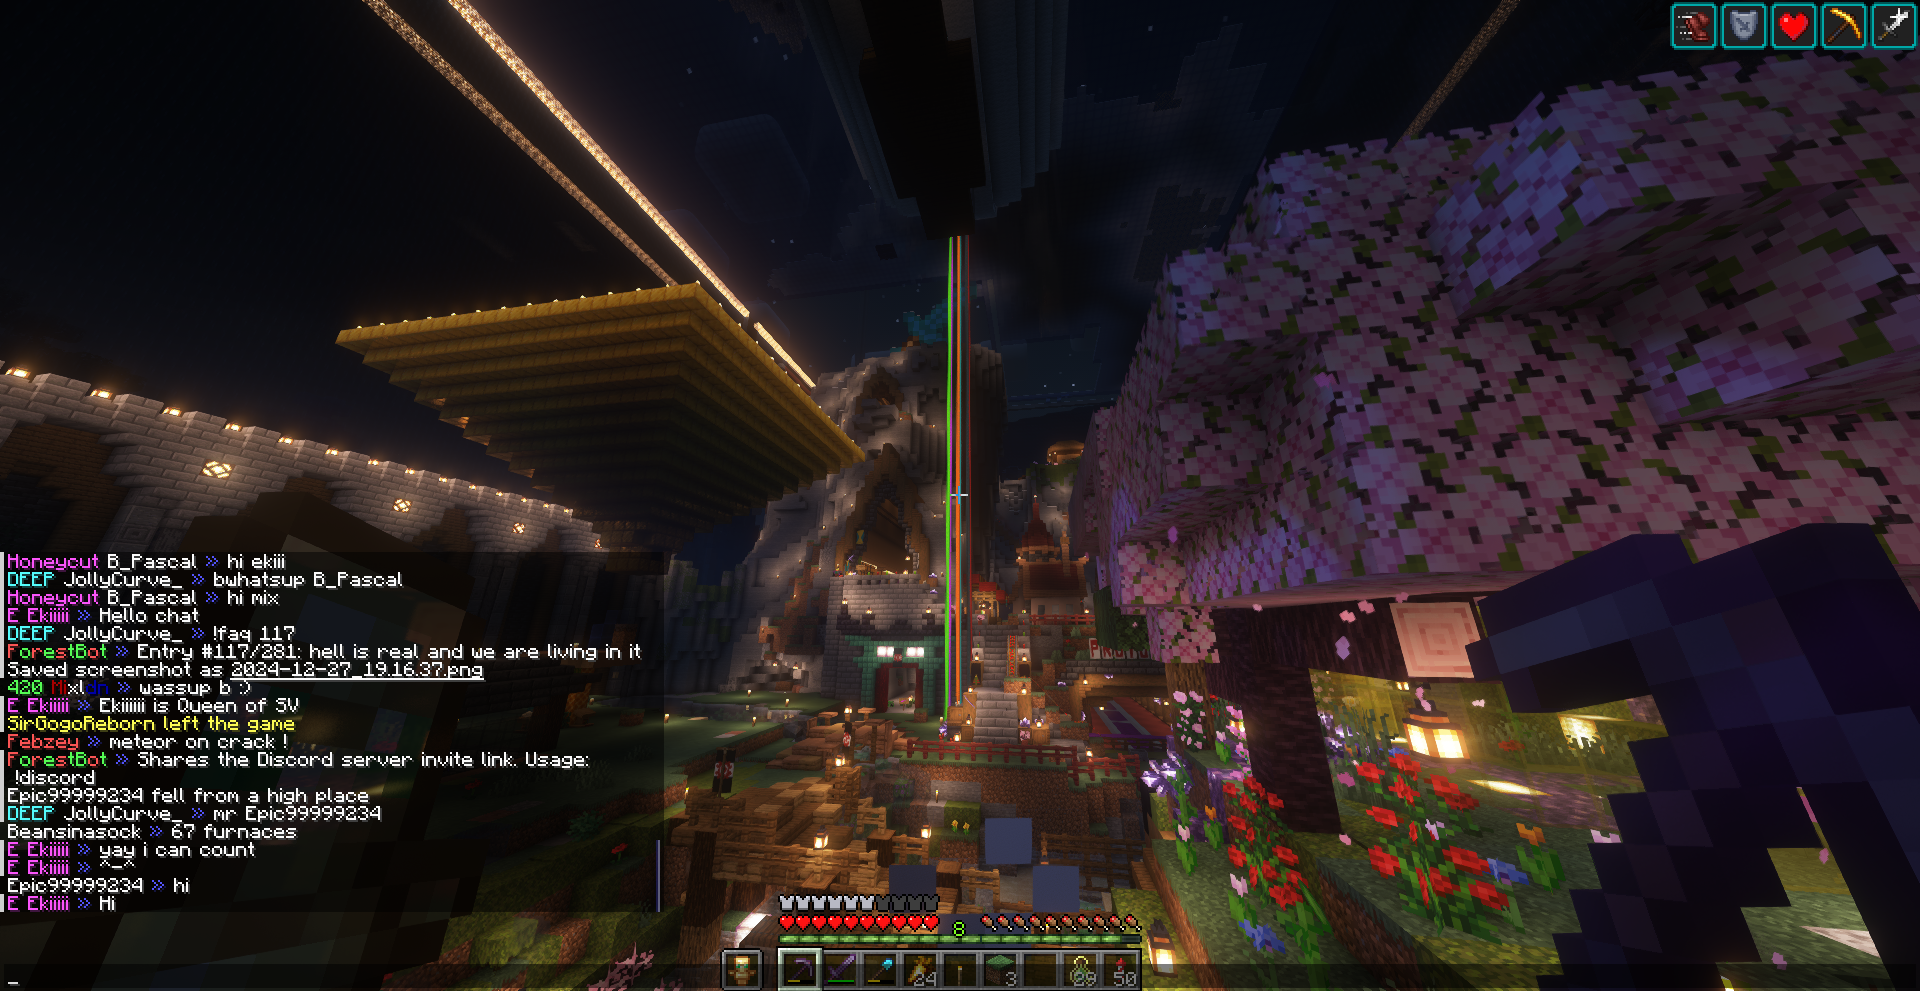 Honeycut B_Pascal » hi ekiii
DEEP JollyCurve_ » bwhatsup B_Pascal
Honeycut B_Pascal » hi mix
E Ekiiiii » Hello chat
DEEP JollyCurve_ » !faq 117
ForestBot » Entry #117/281: hell is real and we are living in it
Saved screenshot as 2024-12-27_19.16.37.png
420 Mixldn » wassup b :)
E Ekiiiii » Ekiiiiii is Queen of SV
SirGogoReborn left the game
Febzey » meteor on crack !
ForestBot » Shares the Discord server invite link. Usage:
!discord
Epic99999234 fell from a high place
DEEP JollyCurve_ » mr Epic99999234
Beansinasock » 67 furnaces
E Ekiiiii » yay i can count
E Ekiiiii » ^-^
Epic99999234 » hi
E Ekiiiii » Hi
8
24
3
29
50
_